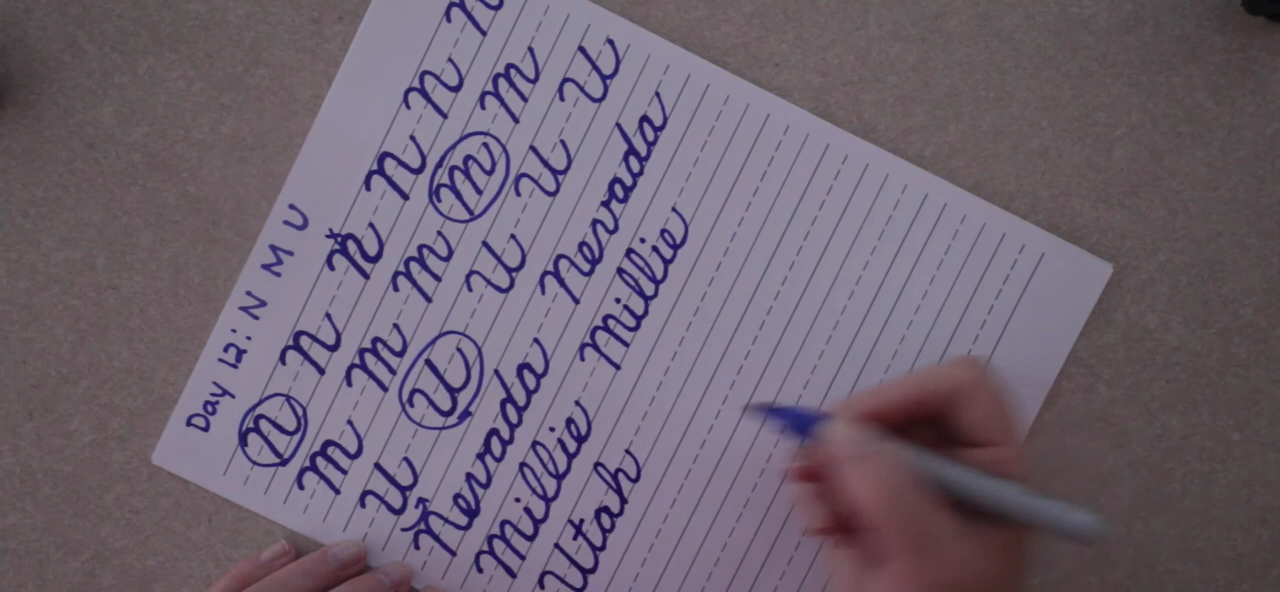 Day 12: N M U
N N N N N N
M M M M M
U U U U U
Nevada Nevada
Millie Millie
Utah